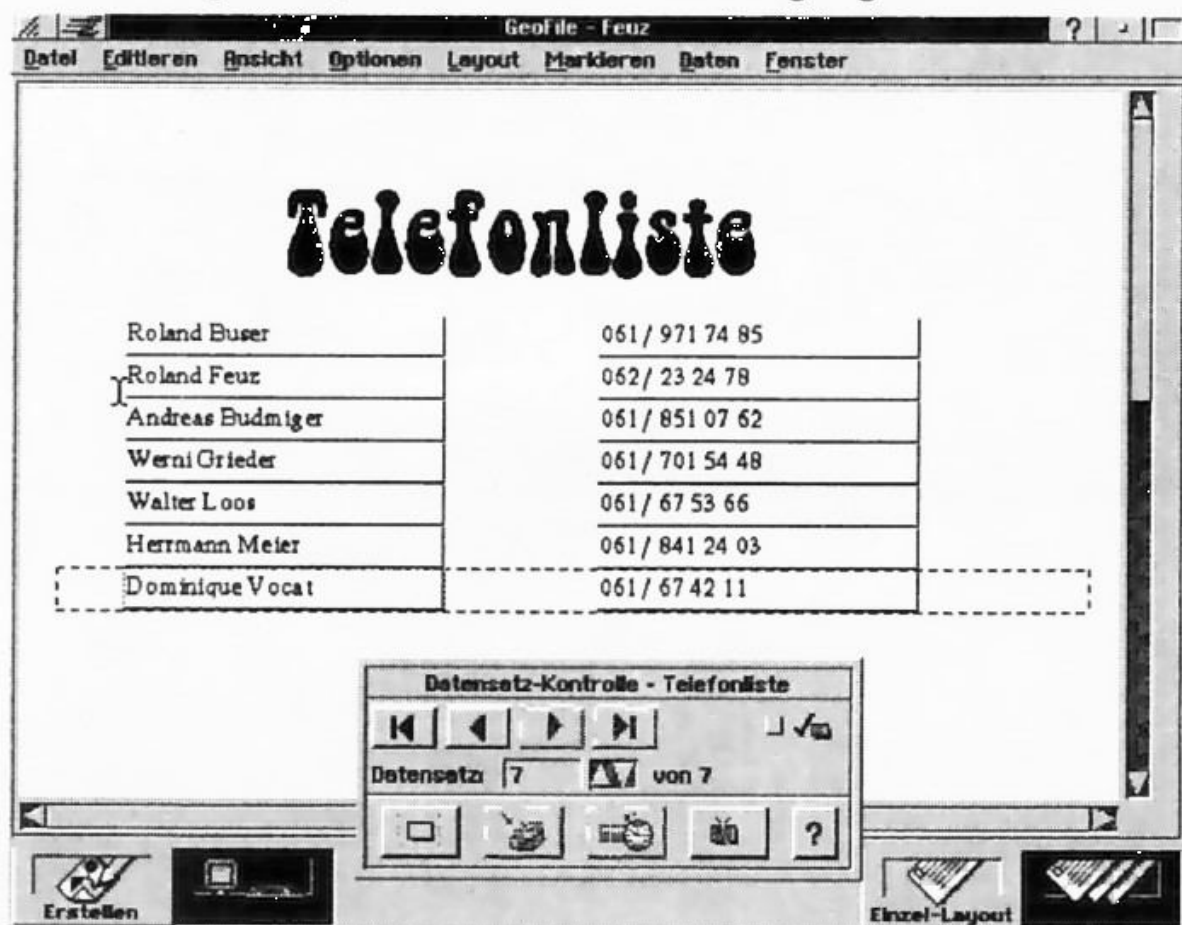 GeoFile - Feuz ?
Datei Editieren Ansicht Optionen Layout Markieren Daten Fenster
Telefonliste
Roland Buser 061/ 971 74 85
Roland Feuz 062/ 23 24 78
Andreas Budmiger 061/ 851 07 62
Werni Grieder 061/ 701 54 48
Walter Loos 061/ 67 53 66
Herrmann Meier 061/ 841 24 03
Dominique Vocat 061/ 67 42 11
Datensatz-Kontrolle - Telefonliste
Datensatz: 7 von 7
?
Erstellen
Einzel-Layout